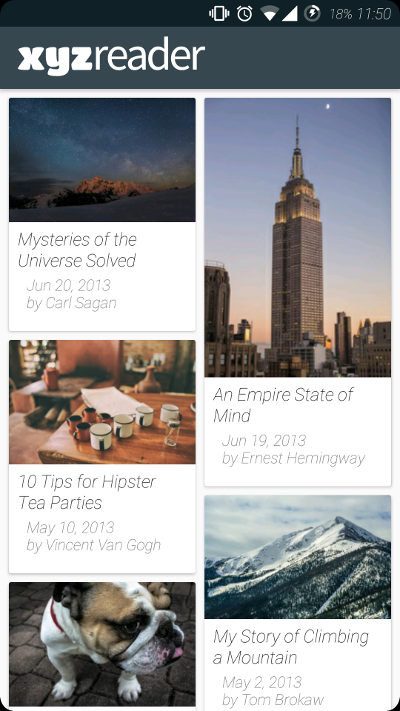 18% 11:50
xyzreader
Mysteries of the
Universe Solved
Jun 20, 2013
by Carl Sagan
An Empire State of
Mind
Jun 19, 2013
by Ernest Hemingway
10 Tips for Hipster
Tea Parties
May 10, 2013
by Vincent Van Gogh
My Story of Climbing
a Mountain
May 2, 2013
by Tom Brokaw